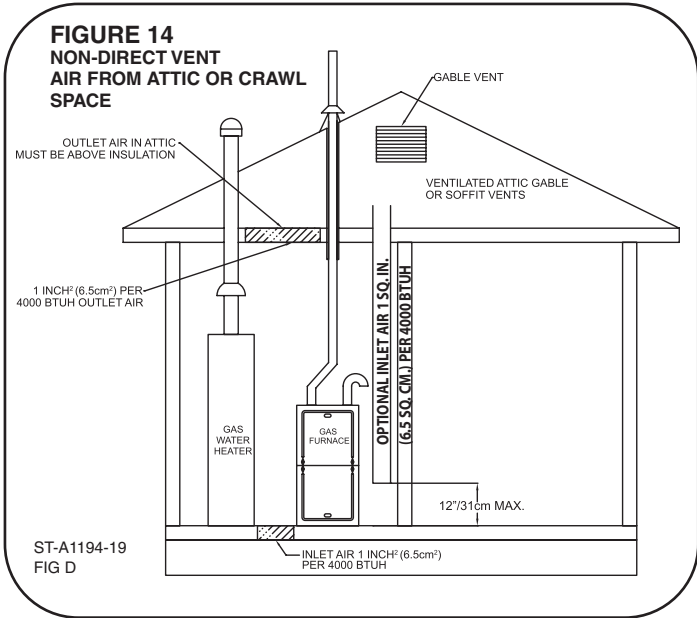 FIGURE 14
NON-DIRECT VENT
AIR FROM ATTIC OR CRAWL
SPACE
GABLE VENT
OUTLET AIR IN ATTIC
MUST BE ABOVE INSULATION
VENTILATED ATTIC GABLE
OR SOFFIT VENTS
1 INCH² (6.5cm²) PER
4000 BTUH OUTLET AIR
OPTIONAL INLET AIR 1 SQ. IN.
(6.5 SQ. CM.) PER 4000 BTUH
GAS
WATER
HEATER
GAS
FURNACE
12"/31cm MAX.
INLET AIR 1 INCH² (6.5cm²)
PER 4000 BTUH
ST-A1194-19
FIG D